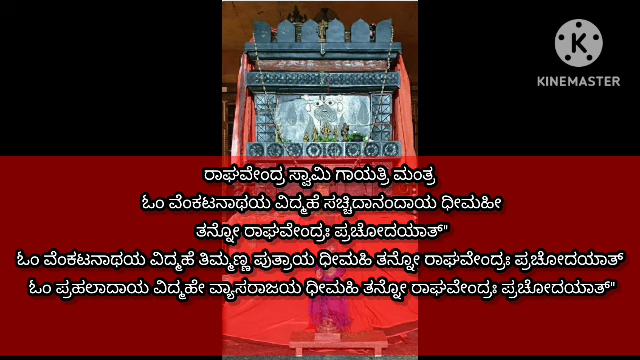 KINEMASTER
ರಾಘವೇಂದ್ರ ಸ್ವಾಮಿ ಗಾಯತ್ರಿ ಮಂತ್ರ
ಓಂ ವೆಂಕಟನಾಥಯ ವಿದ್ಮಹೆ ಸಚ್ಚಿದಾನಂದಾಯ ಧೀಮಹೀ
ತನ್ನೋ ರಾಘವೇಂದ್ರಃ ಪ್ರಚೋದಯಾತ್"
ಓಂ ವೆಂಕಟನಾಥಯ ವಿದ್ಮಹೆ ತಿಮ್ಮಣ್ಣ ಪುತ್ರಾಯ ಧೀಮಹಿ ತನ್ನೋ ರಾಘವೇಂದ್ರಃ ಪ್ರಚೋದಯಾತ್
ಓಂ ಪ್ರಹಲಾದಾಯ ವಿದ್ಮಹೇ ವ್ಯಾಸರಾಜಯ ಧೀಮಹಿ ತನ್ನೋ ರಾಘವೇಂದ್ರಃ ಪ್ರಚೋದಯಾತ್"